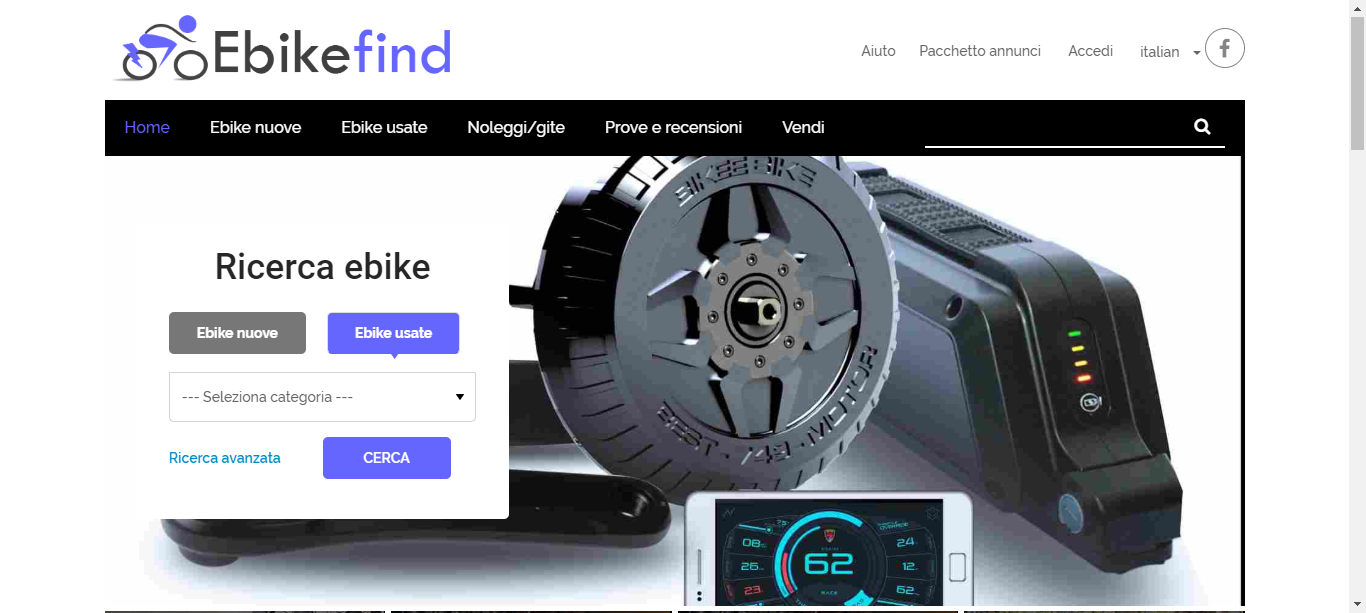 Ebikefind
Aiuto Pacchetto annunci Accedi italian
Home Ebike nuove Ebike usate Noleggi/gite Prove e recensioni Vendi
BIKEE BIKE
Ricerca ebike
Ebike nuove Ebike usate
--- Seleziona categoria ---
Ricerca avanzata CERCA
BEST - /49 - MOTOR
08
26
23
62
RACE
24
12
62